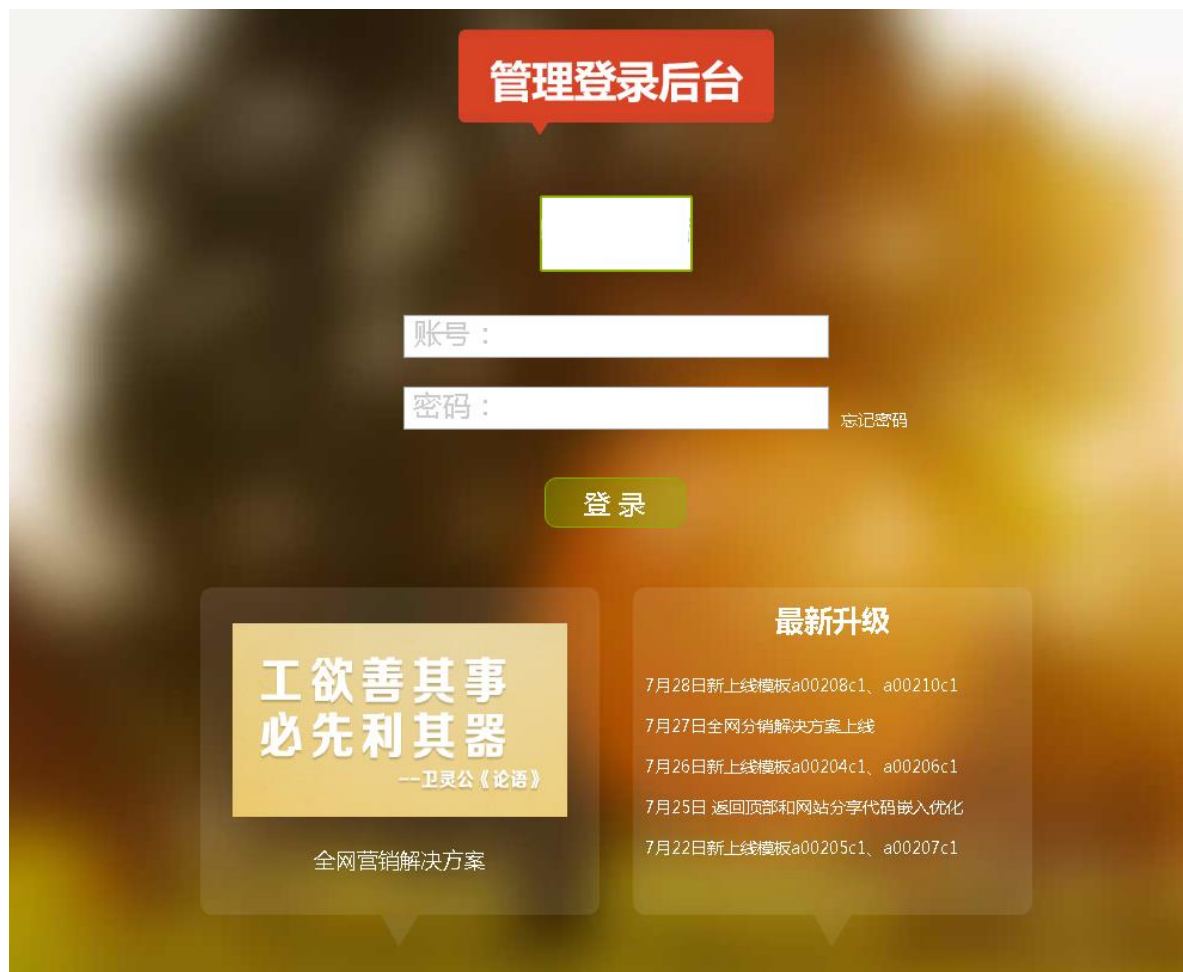 管理登录后台
账号：
密码：
忘记密码
登 录
工欲善其事
必先利其器
--卫灵公《论语》
全网营销解决方案
最新升级
7月28日新上线模板a00208c1、a00210c1
7月27日全网分销解决方案上线
7月26日新上线模板a00204c1、a00206c1
7月25日 返回顶部和网站分享代码嵌入优化
7月22日新上线模板a00205c1、a00207c1